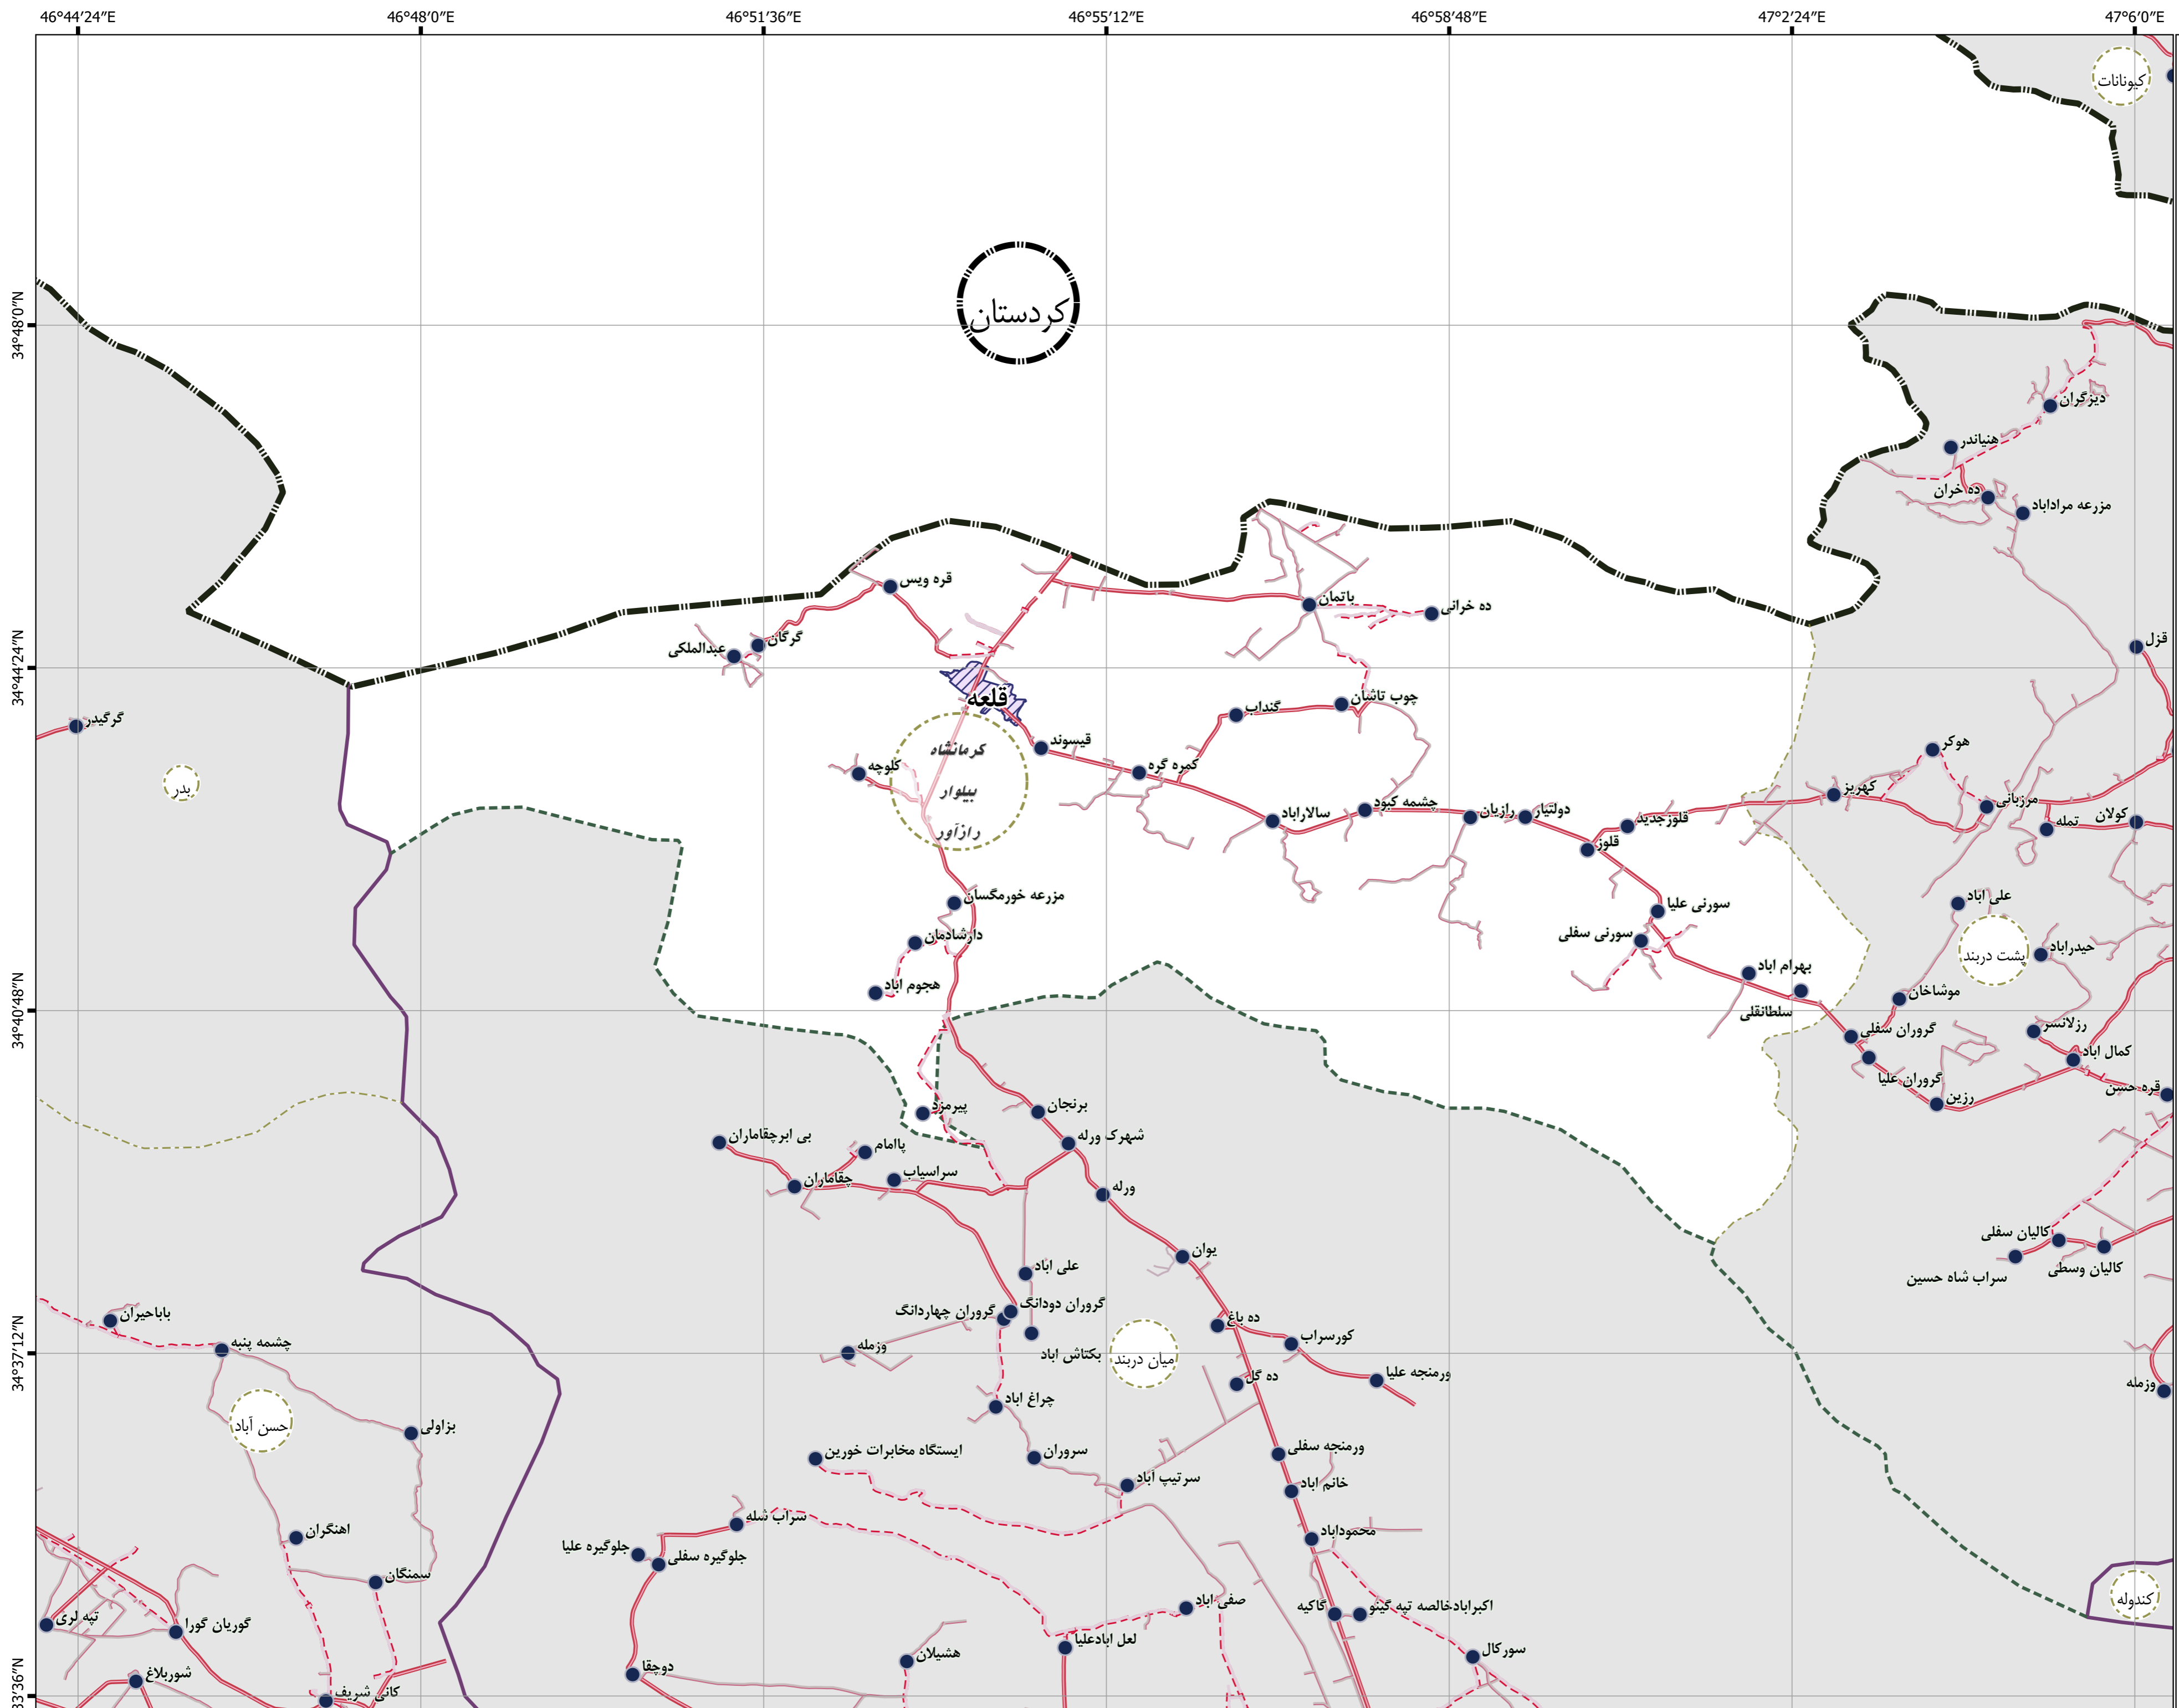 46°44'24"E
46°48'0"E
46°51'36"E
46°55'12"E
46°58'48"E
47°2'24"E
47°6'0"E
کیونانات
کردستان
34°48'0"N
دیزگران
هنیاندر
ده خران
مزرعه مراداباد
قره ویس
باتمان
ده خرانی
گرگان
عبدالملکی
قزل
34°44'24"N
قلعه
چوب تاشان
گنداب
گرگیدر
قیسوند
هوکر
کرمانشاه
بیلوار
رازآور
کلوچه
کمره گره
بدر
کهریز
مرزبانی
چشمه کبود
سالاراباد
رازیان
دولتیار
قلوزجدید
قلوز
تمله
کولان
مزرعه خورمگسان
سورنی علیا
علی اباد
دارشادمان
سورنی سفلی
حیدراباد
پشت دربند
هجوم اباد
بهرام اباد
سلطانقلی
موشاخان
34°40'48"N
گروران سفلی
رزلانسر
کمال اباد
گروران علیا
قره حسن
رزین
پیرمزد
برنجان
بی ابرچقاماران
پاامام
شهرک ورله
چقاماران
سراسیاب
ورله
یوان
کالیان سفلی
سراب شاه حسین
کالیان وسطی
علی اباد
گروران دودانگ
گروران چهاردانگ
ده باغ
باباحیران
چشمه پنبه
بکتاش اباد
میان دربند
کورسراب
وزمله
34°37'12"N
ده گل
ورمنجه علیا
وزمله
چراغ اباد
حسن آباد
بزاولی
ایستگاه مخابرات خورین
سروران
ورمنجه سفلی
سرتیپ اباد
خانم اباد
سراب شله
محموداباد
اهنگران
جلوگیره علیا
جلوگیره سفلی
سمنگان
کندوله
صفی اباد
گاکیه
اکبرابادخالصه تپه گینو
تپه لری
گوریان گورا
لعل ابادعلیا
هشیلان
سورکال
شوربلاغ
دوچقا
کانی شریف
33'36"N